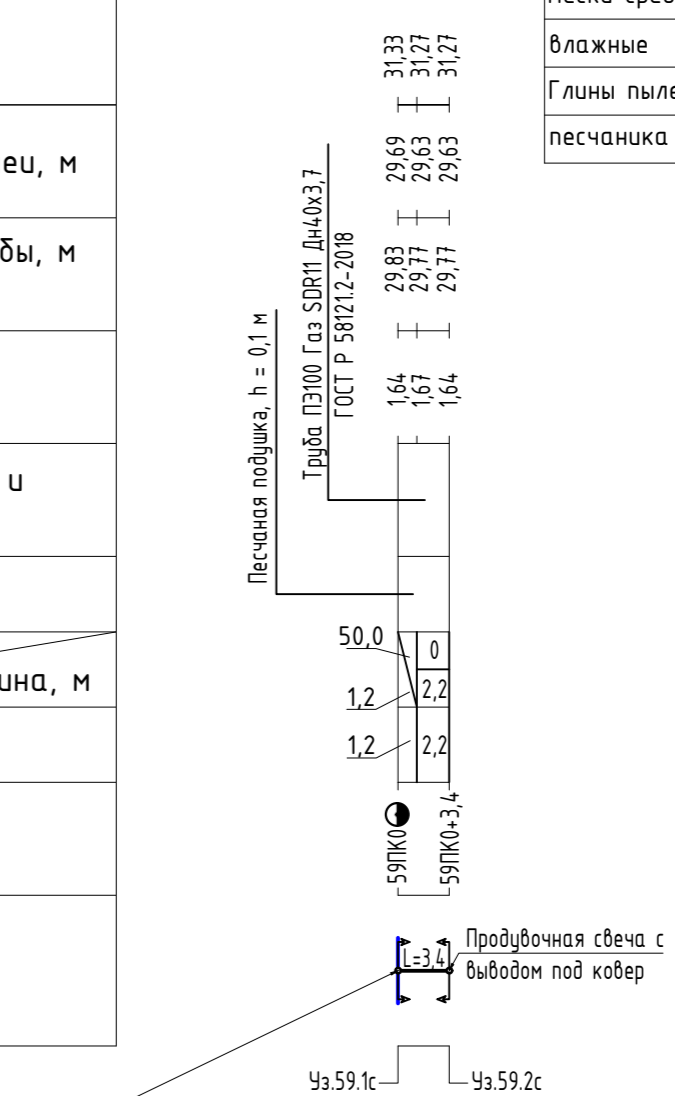 влажные
Глины пыле
песчаника
еи, м
бы, м
и
ина, м
31,33
31,27
31,27
29,69
29,63
29,63
29,83
29,77
29,77
1,64
1,67
1,64
Труба ПЭ100 Газ SDR11 Дн40х3,7
ГОСТ Р 58121.2-2018
Песчаная подушка, h = 0,1 м
50,0
0
1,2
2,2
1,2
2,2
59ПК0
59ПК0+3,4
L=3,4
Продувочная свеча с
выводом под ковер
Уз.59.1с
Уз.59.2с